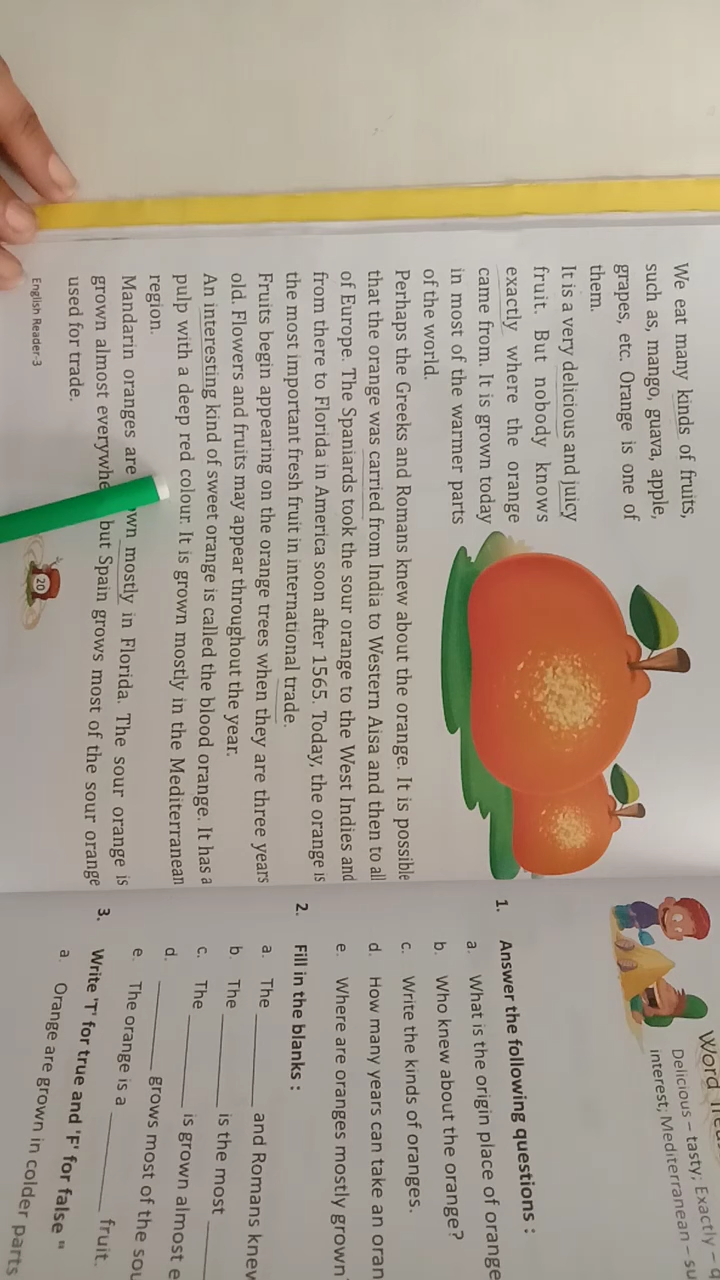 We eat many kinds of fruits,
such as, mango, guava, apple,
grapes, etc. Orange is one of
them.
It is a very delicious and juicy
fruit. But nobody knows
exactly where the orange
came from. It is grown today
in most of the warmer parts
of the world.
Perhaps the Greeks and Romans knew about the orange. It is possible
that the orange was carried from India to Western Aisa and then to all
of Europe. The Spaniards took the sour orange to the West Indies and
from there to Florida in America soon after 1565. Today, the orange is
the most important fresh fruit in international trade.
Fruits begin appearing on the orange trees when they are three years
old. Flowers and fruits may appear throughout the year.
An interesting kind of sweet orange is called the blood orange. It has a
pulp with a deep red colour. It is grown mostly in the Mediterranean
region.
Mandarin oranges are mostly in Florida. The sour orange is
grown almost but Spain grows most of the sour orange
used for trade.
English Reader-3
20
Word
Delicious – tasty; Exactly –
interest; Mediterranean –
1. Answer the following questions :
a. What is the origin place of orange
b. Who knew about the orange?
c. Write the kinds of oranges.
d. How many years can take an
e. Where are oranges mostly grown
2. Fill in the blanks :
a. The ________ and Romans knew
b. The ________ is the most ________
c. The ________ is grown almost
d. ________ grows most of the
e. The orange is a ________ fruit.
3. Write 'T' for true and 'F' for false "
a. Orange are grown in colder parts